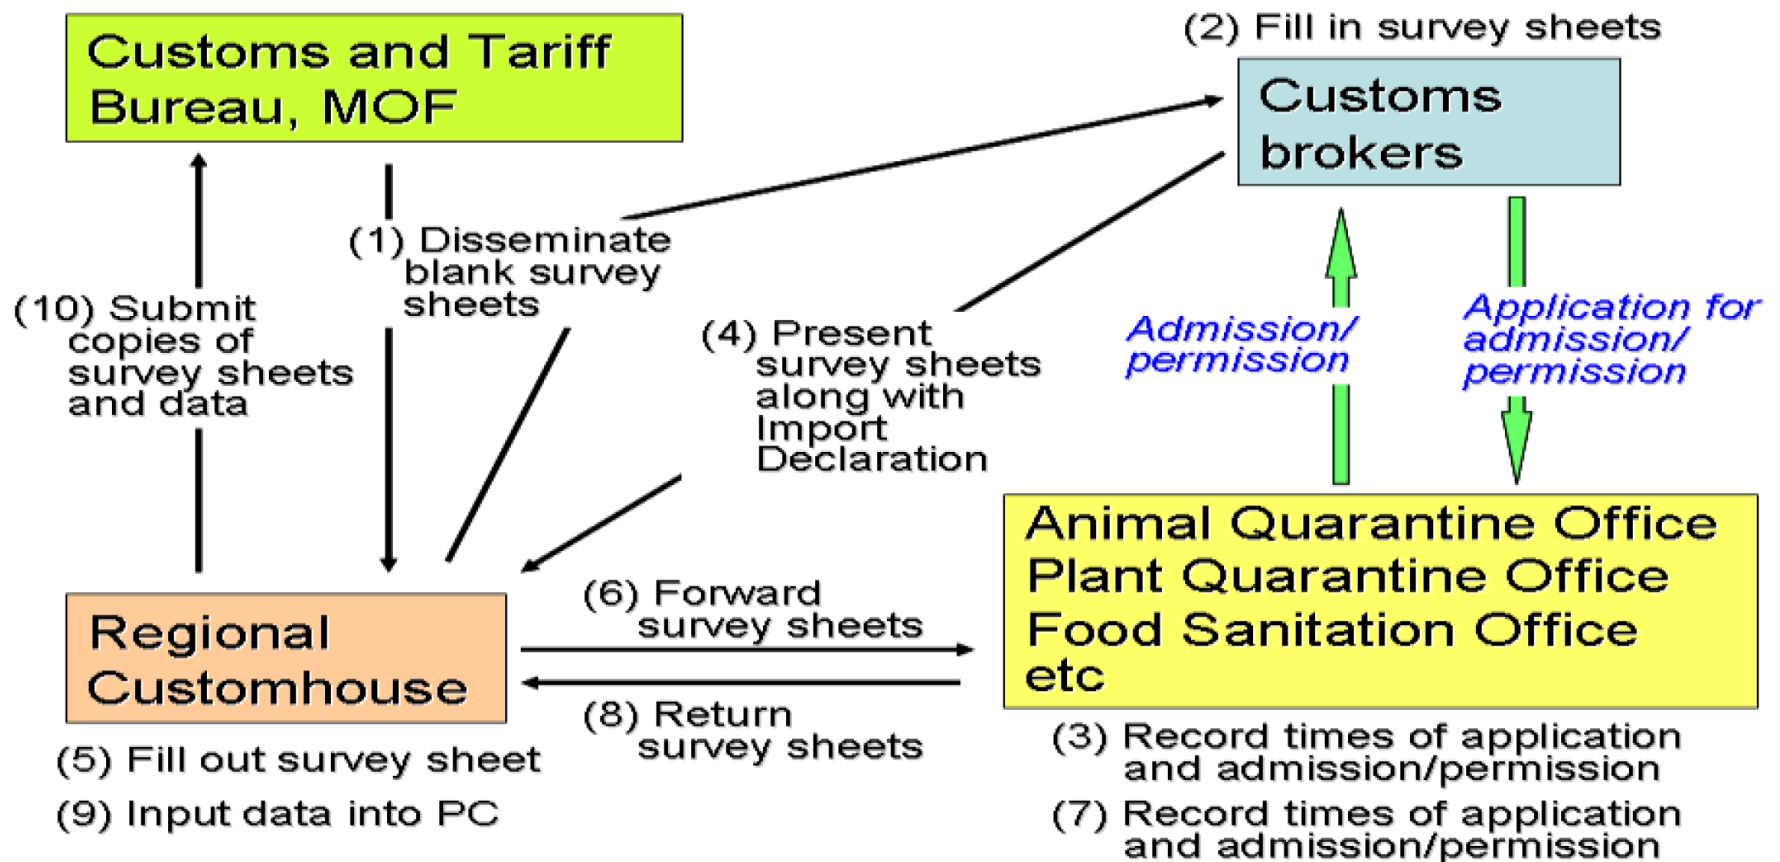 (2) Fill in survey sheets
Customs and Tariff
Bureau, MOF
Customs
brokers
(1) Disseminate
blank survey
sheets
(10) Submit
copies of
survey sheets
and data
(4) Present
survey sheets
along with
Import
Declaration
Admission/
permission
Application for
admission/
permission
Animal Quarantine Office
Plant Quarantine Office
Food Sanitation Office
etc
(6) Forward
survey sheets
Regional
Customhouse
(8) Return
survey sheets
(5) Fill out survey sheet
(9) Input data into PC
(3) Record times of application
and admission/permission
(7) Record times of application
and admission/permission